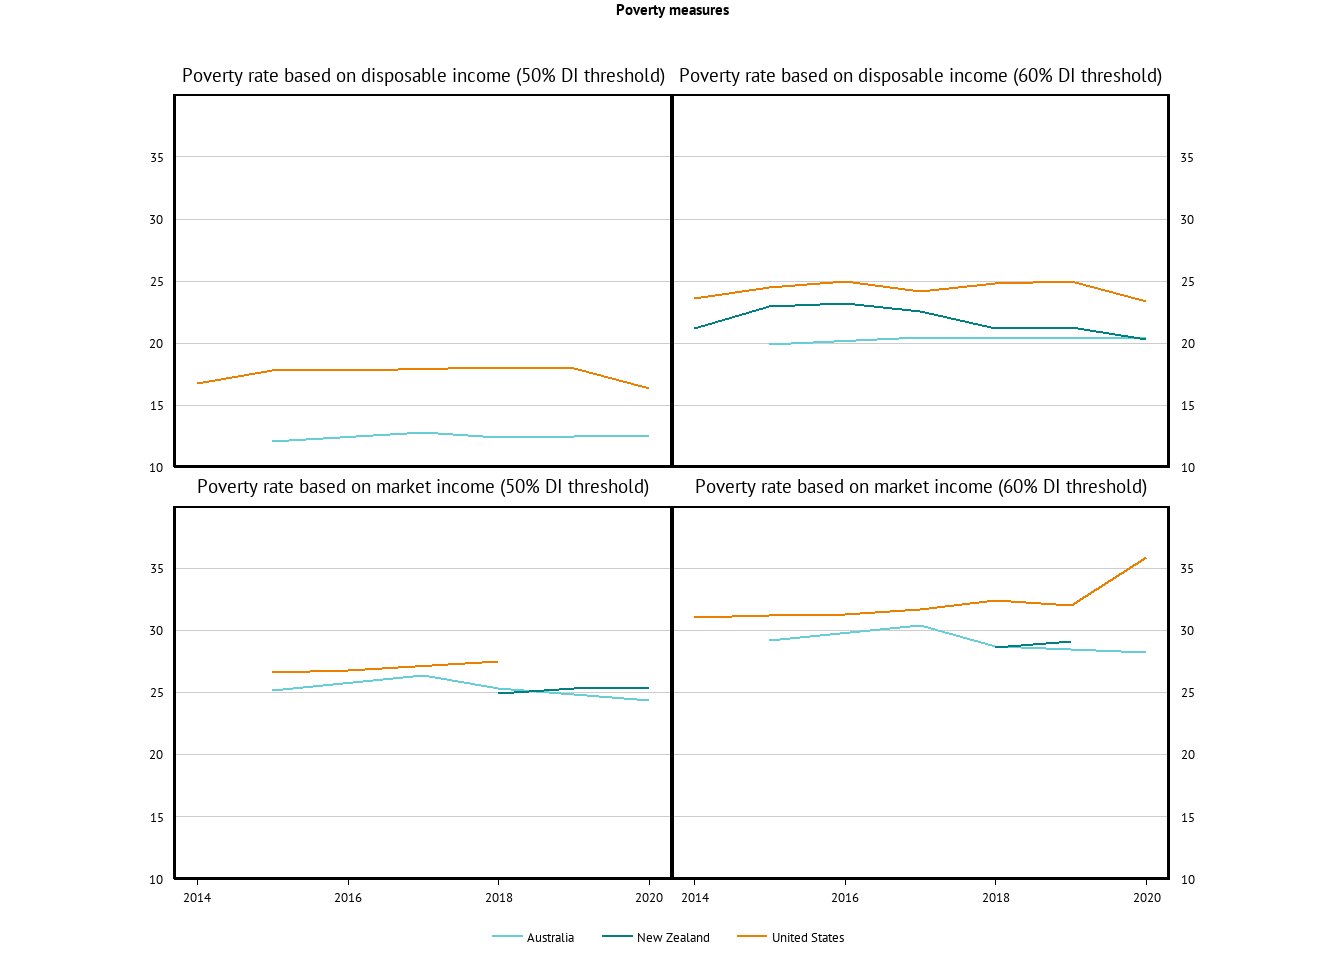 Poverty measures
Poverty rate based on disposable income (50% DI threshold)
Poverty rate based on disposable income (60% DI threshold)
35 35
30 30
25 25
20 20
15 15
10 10
Poverty rate based on market income (50% DI threshold)
Poverty rate based on market income (60% DI threshold)
35 35
30 30
25 25
20 20
15 15
10 10
2014 2016 2018 2020 2014 2016 2018 2020
Australia New Zealand United States